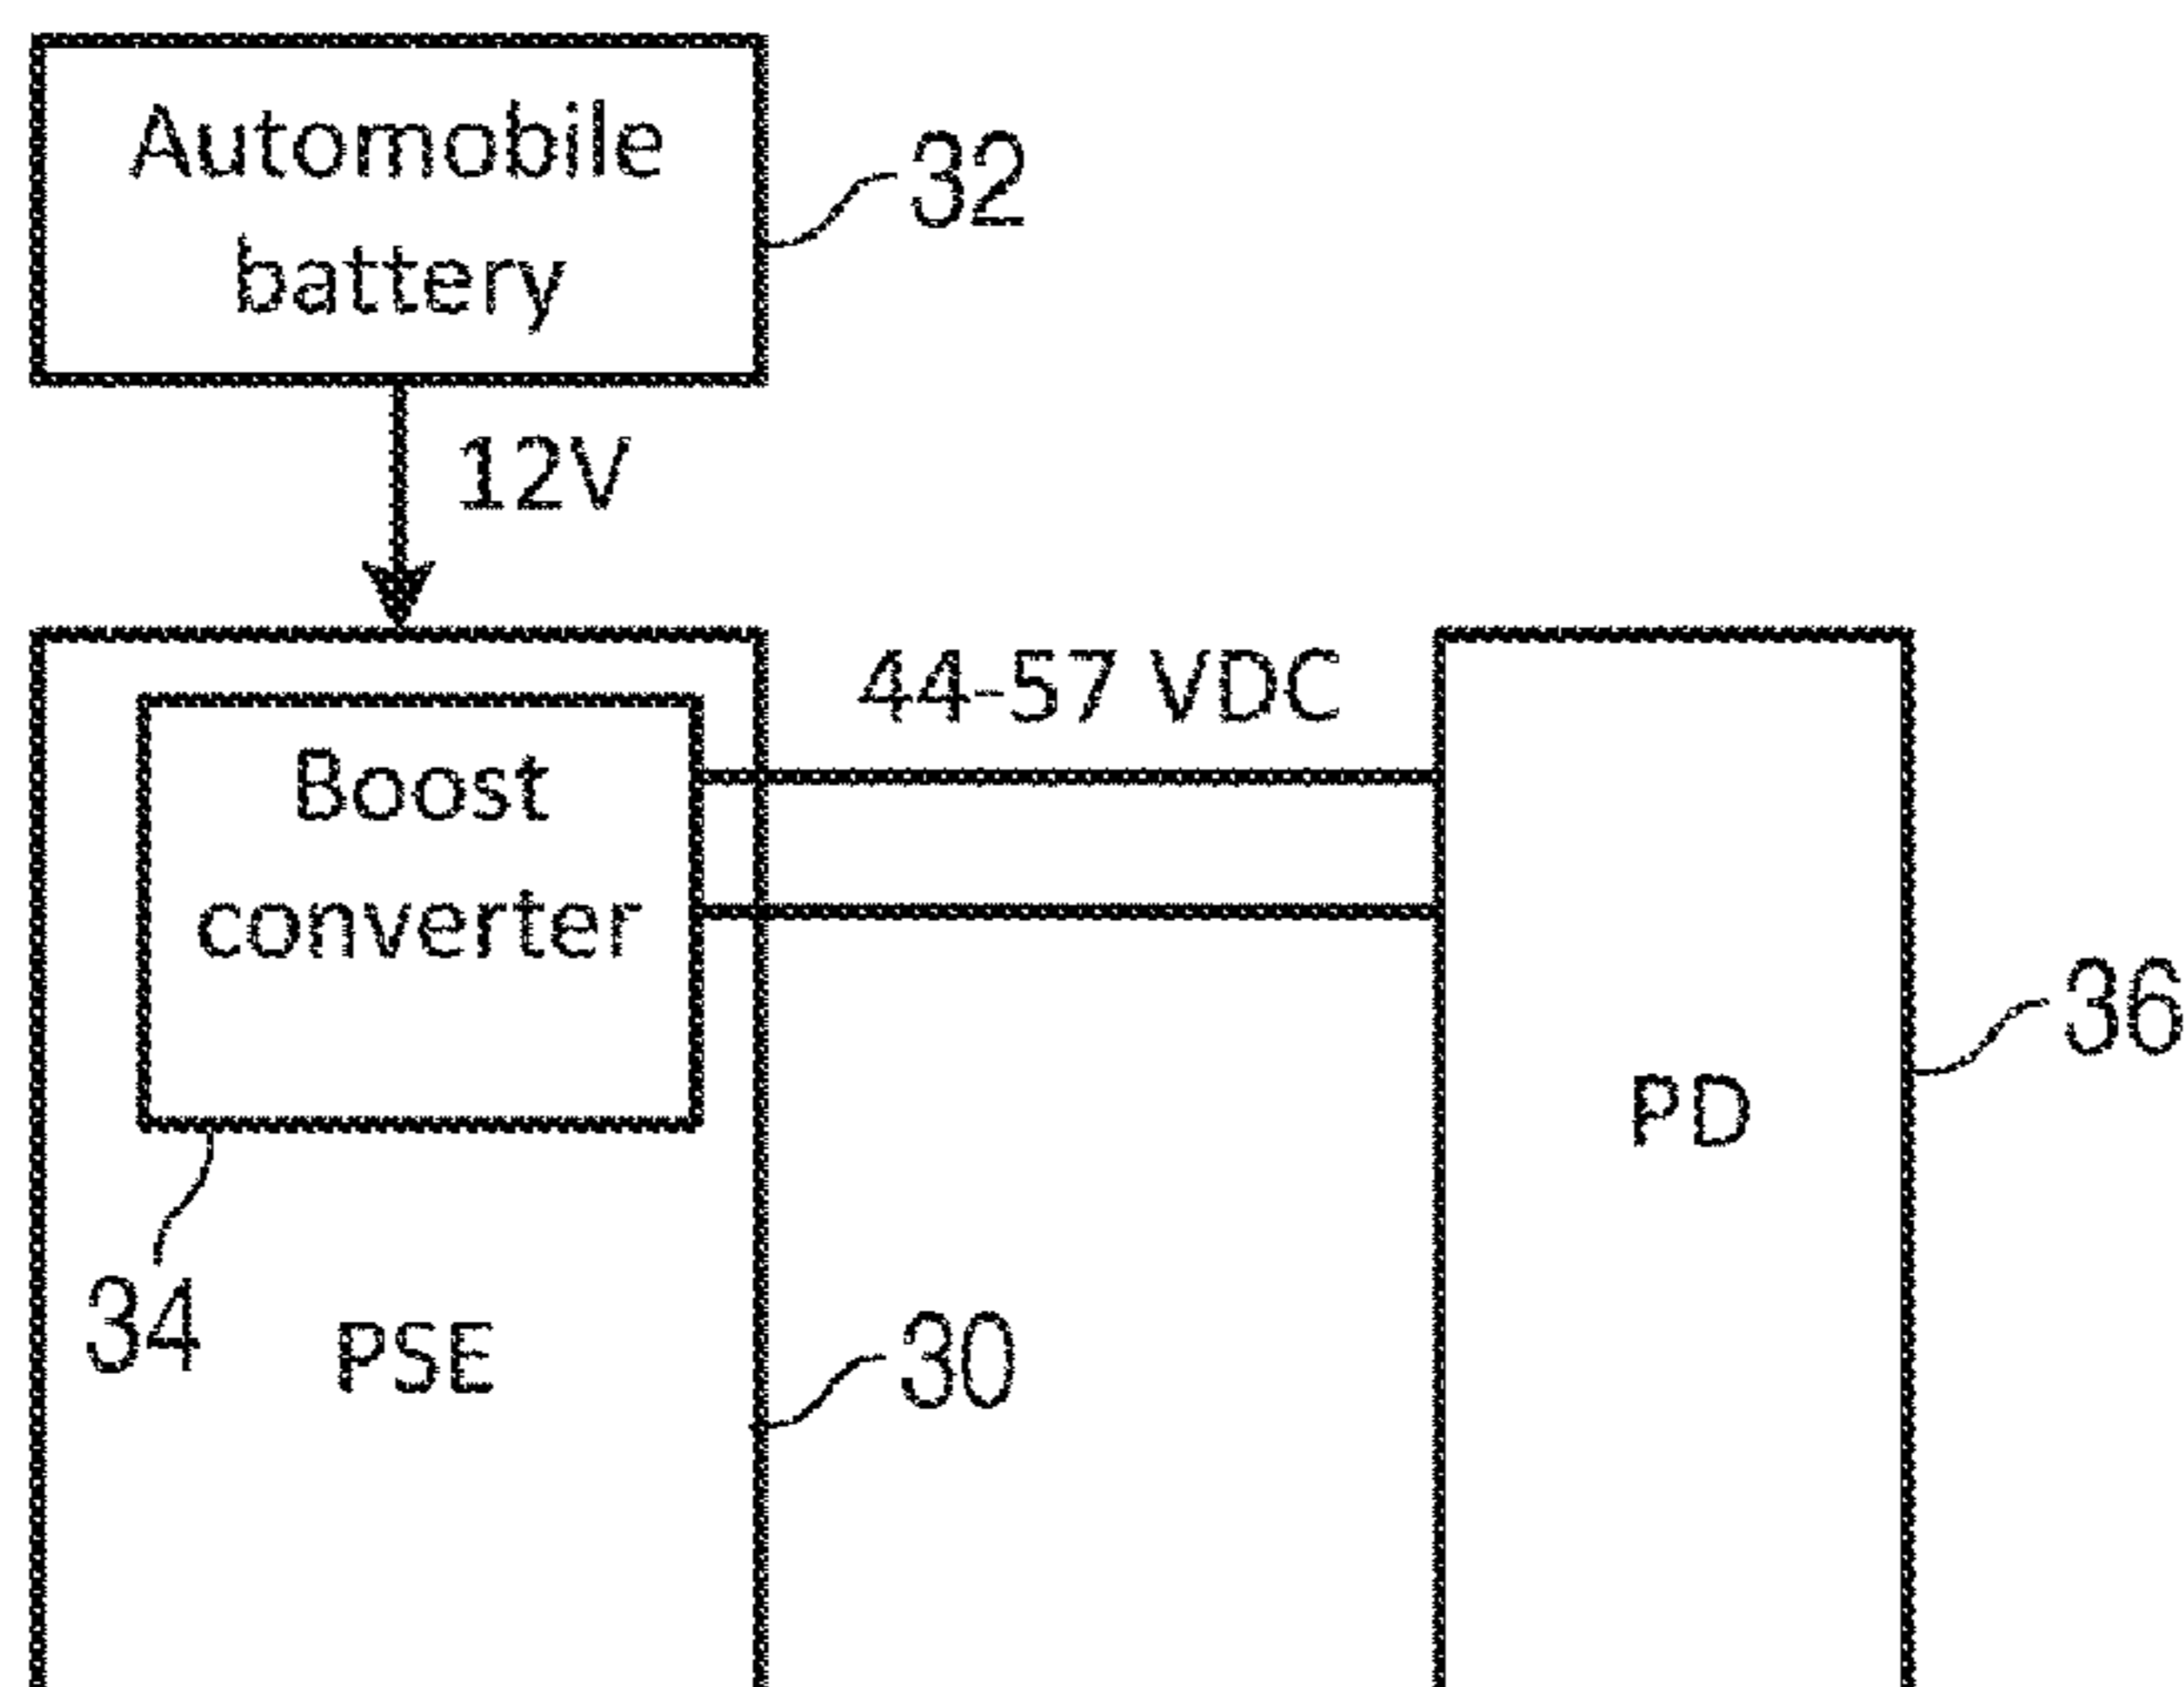 Automobile
battery
32
12V
44-57 VDC
Boost
converter
36
PD
34
PSE
30